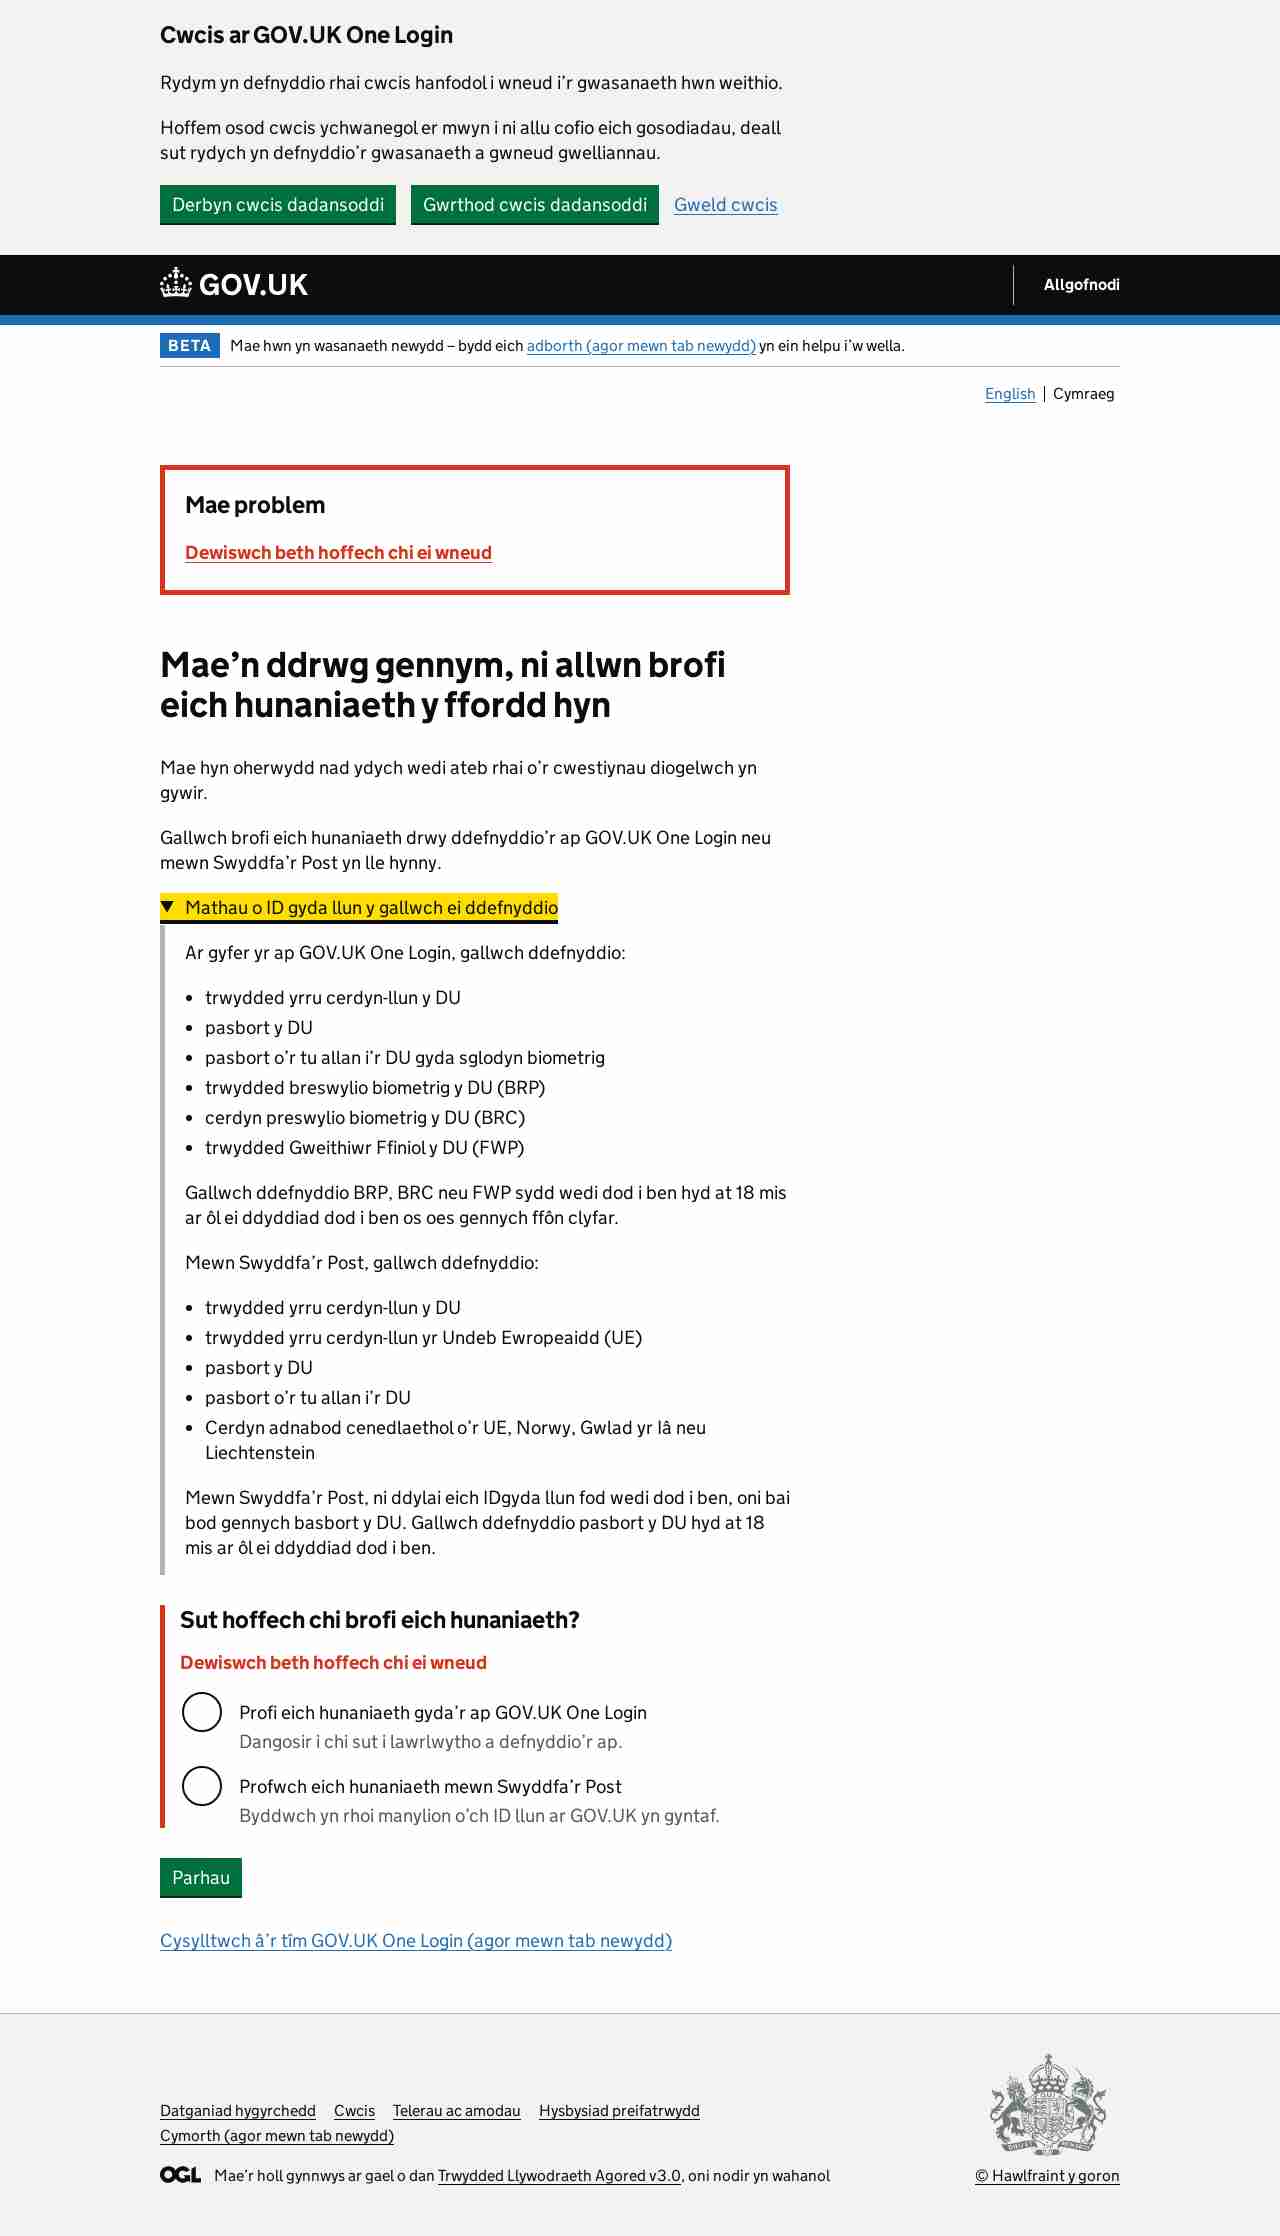 Cwcis ar GOV.UK One Login
Rydym yn defnyddio rhai cwcis hanfodol i wneud i’r gwasanaeth hwn weithio.
Hoffem osod cwcis ychwanegol er mwyn i ni allu cofio eich gosodiadau, deall
sut rydych yn defnyddio’r gwasanaeth a gwneud gwelliannau.
Derbyn cwcis dadansoddi Gwrthod cwcis dadansoddi Gweld cwcis
GOV.UK Allgofnodi
BETA Mae hwn yn wasanaeth newydd – bydd eich adborth (agor mewn tab newydd) yn ein helpu i’w wella.
English Cymraeg
Mae problem
Dewiswch beth hoffech chi ei wneud
Mae’n ddrwg gennym, ni allwn brofi
eich hunaniaeth y ffordd hyn
Mae hyn oherwydd nad ydych wedi ateb rhai o’r cwestiynau diogelwch yn
gywir.
Gallwch brofi eich hunaniaeth drwy ddefnyddio’r ap GOV.UK One Login neu
mewn Swyddfa’r Post yn lle hynny.
Mathau o ID gyda llun y gallwch ei ddefnyddio
Ar gyfer yr ap GOV.UK One Login, gallwch ddefnyddio:
• trwydded yrru cerdyn-llun y DU
• pasbort y DU
• pasbort o’r tu allan i’r DU gyda sglodyn biometrig
• trwydded breswylio biometrig y DU (BRP)
• cerdyn preswylio biometrig y DU (BRC)
• trwydded Gweithiwr Ffiniol y DU (FWP)
Gallwch ddefnyddio BRP, BRC neu FWP sydd wedi dod i ben hyd at 18 mis
ar ôl ei ddyddiad dod i ben os oes gennych ffôn clyfar.
Mewn Swyddfa’r Post, gallwch ddefnyddio:
• trwydded yrru cerdyn-llun y DU
• trwydded yrru cerdyn-llun yr Undeb Ewropeaidd (UE)
• pasbort y DU
• pasbort o’r tu allan i’r DU
• Cerdyn adnabod cenedlaethol o’r UE, Norwy, Gwlad yr Iâ neu
Liechtenstein
Mewn Swyddfa’r Post, ni ddylai eich IDgyda llun fod wedi dod i ben, oni bai
bod gennych basbort y DU. Gallwch ddefnyddio pasbort y DU hyd at 18
mis ar ôl ei ddyddiad dod i ben.
Sut hoffech chi brofi eich hunaniaeth?
Dewiswch beth hoffech chi ei wneud
Profi eich hunaniaeth gyda’r ap GOV.UK One Login
Dangosir i chi sut i lawrlwytho a defnyddio’r ap.
Profwch eich hunaniaeth mewn Swyddfa’r Post
Byddwch yn rhoi manylion o’ch ID llun ar GOV.UK yn gyntaf.
Parhau
Cysylltwch â’r tîm GOV.UK One Login (agor mewn tab newydd)
Datganiad hygyrchedd Cwcis Telerau ac amodau Hysbysiad preifatrwydd
Cymorth (agor mewn tab newydd)
OGL Mae’r holl gynnwys ar gael o dan Trwydded Llywodraeth Agored v3.0, oni nodir yn wahanol
© Hawlfraint y goron